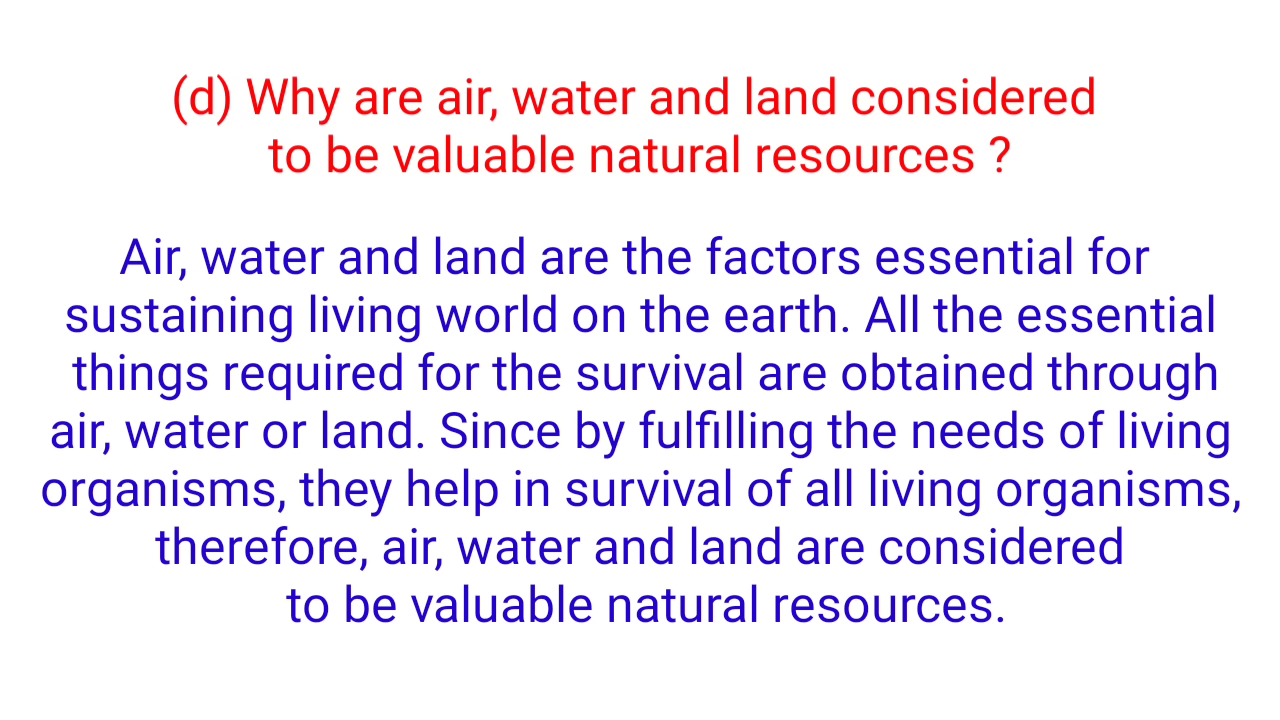 (d) Why are air, water and land considered
to be valuable natural resources ?
Air, water and land are the factors essential for
sustaining living world on the earth. All the essential
things required for the survival are obtained through
air, water or land. Since by fulfilling the needs of living
organisms, they help in survival of all living organisms,
therefore, air, water and land are considered
to be valuable natural resources.